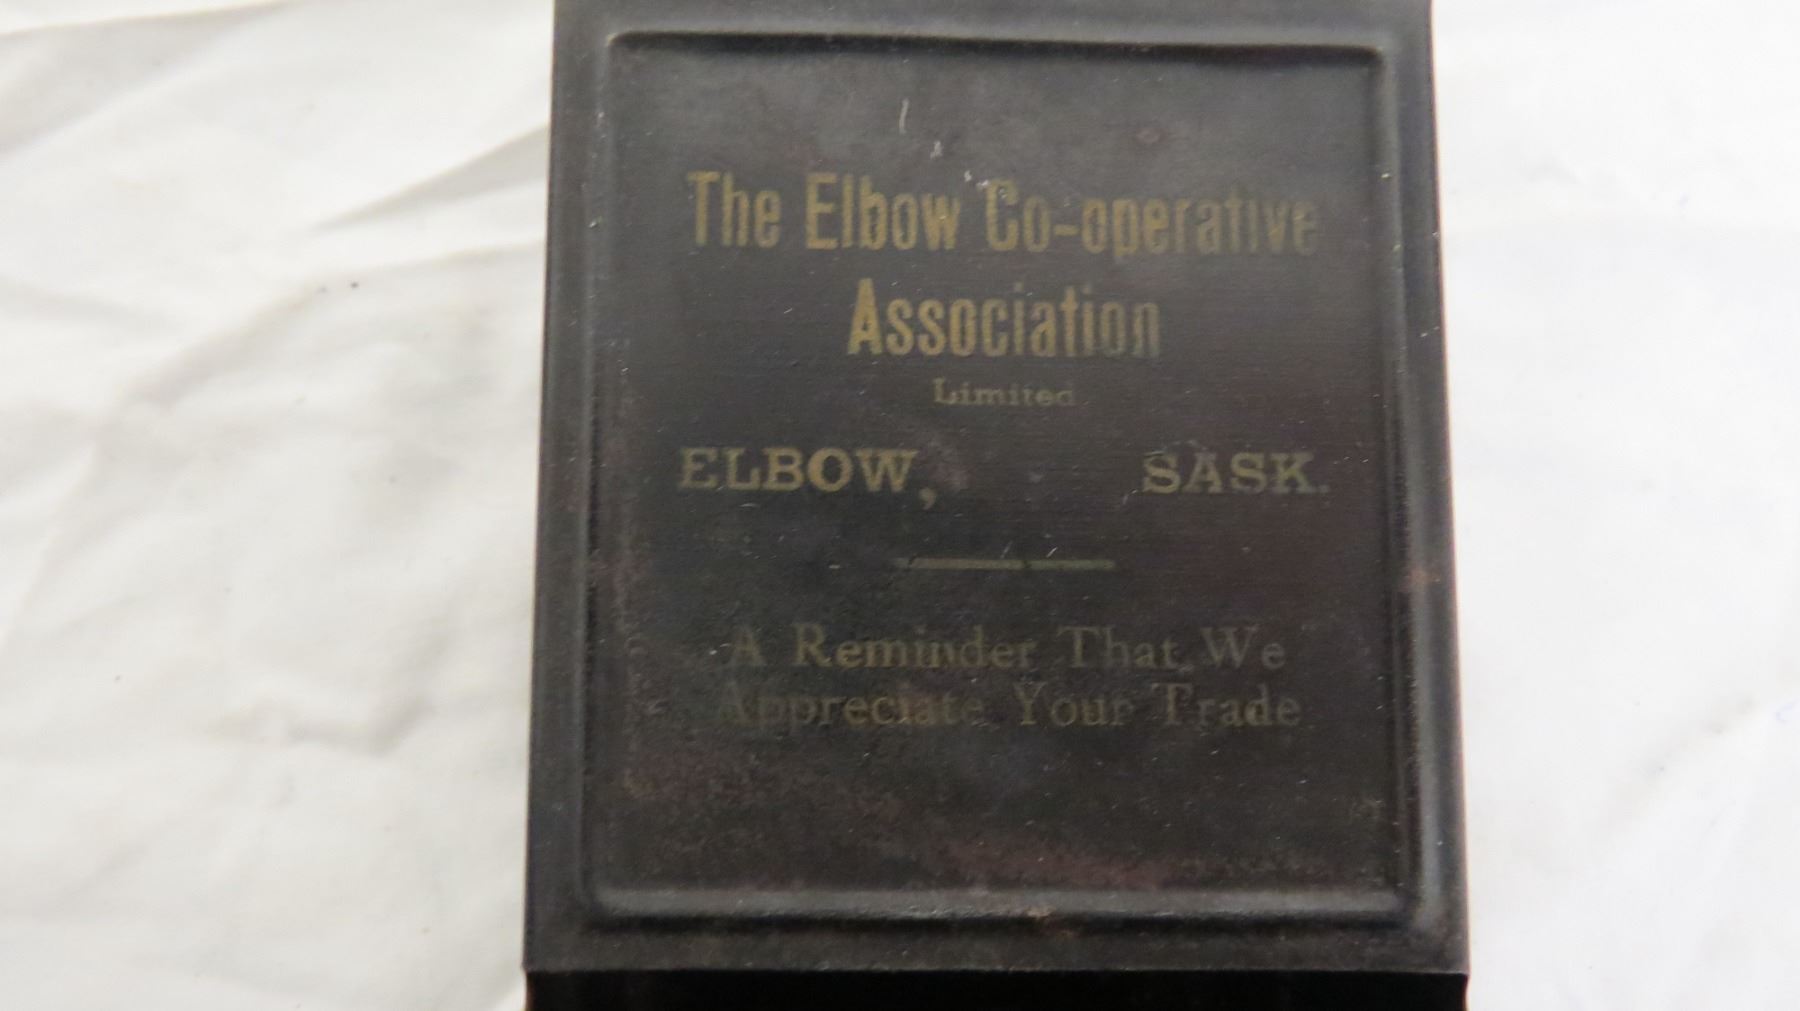 The Elbow Co-operative
Association
Limited
ELBOW, SASK.
A Reminder That We
Appreciate Your Trade